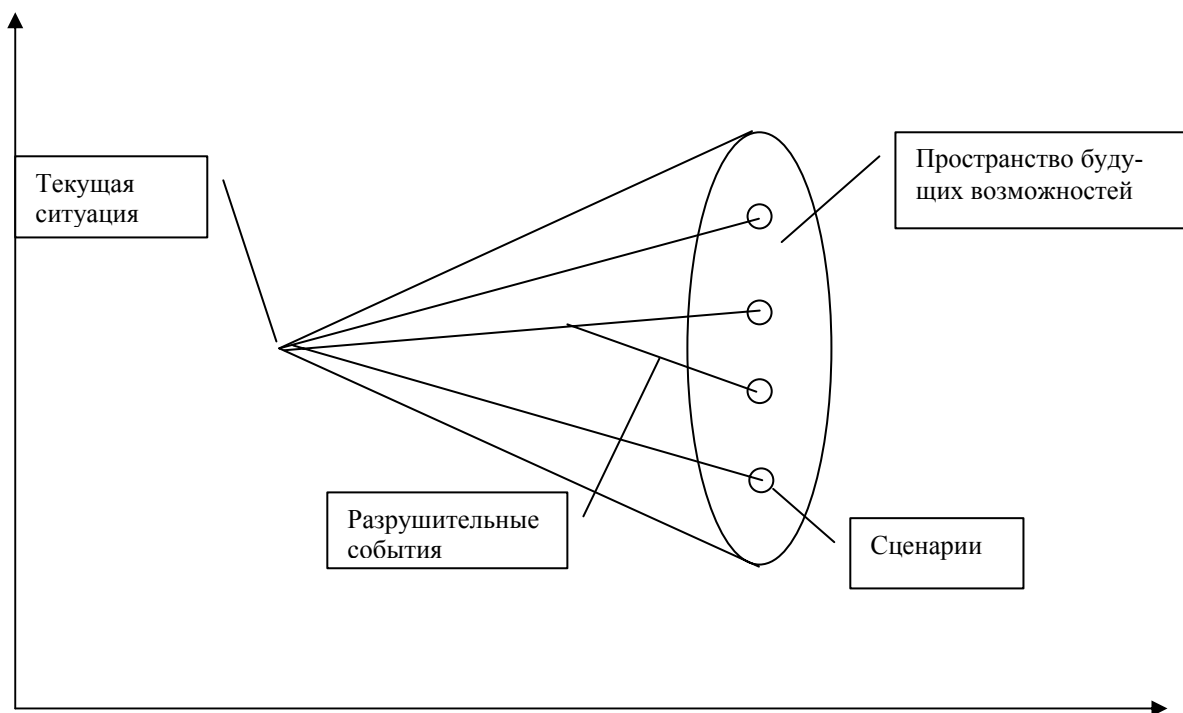 Текущая
ситуация
Пространство буду-
щих возможностей
Разрушительные
события
Сценарии